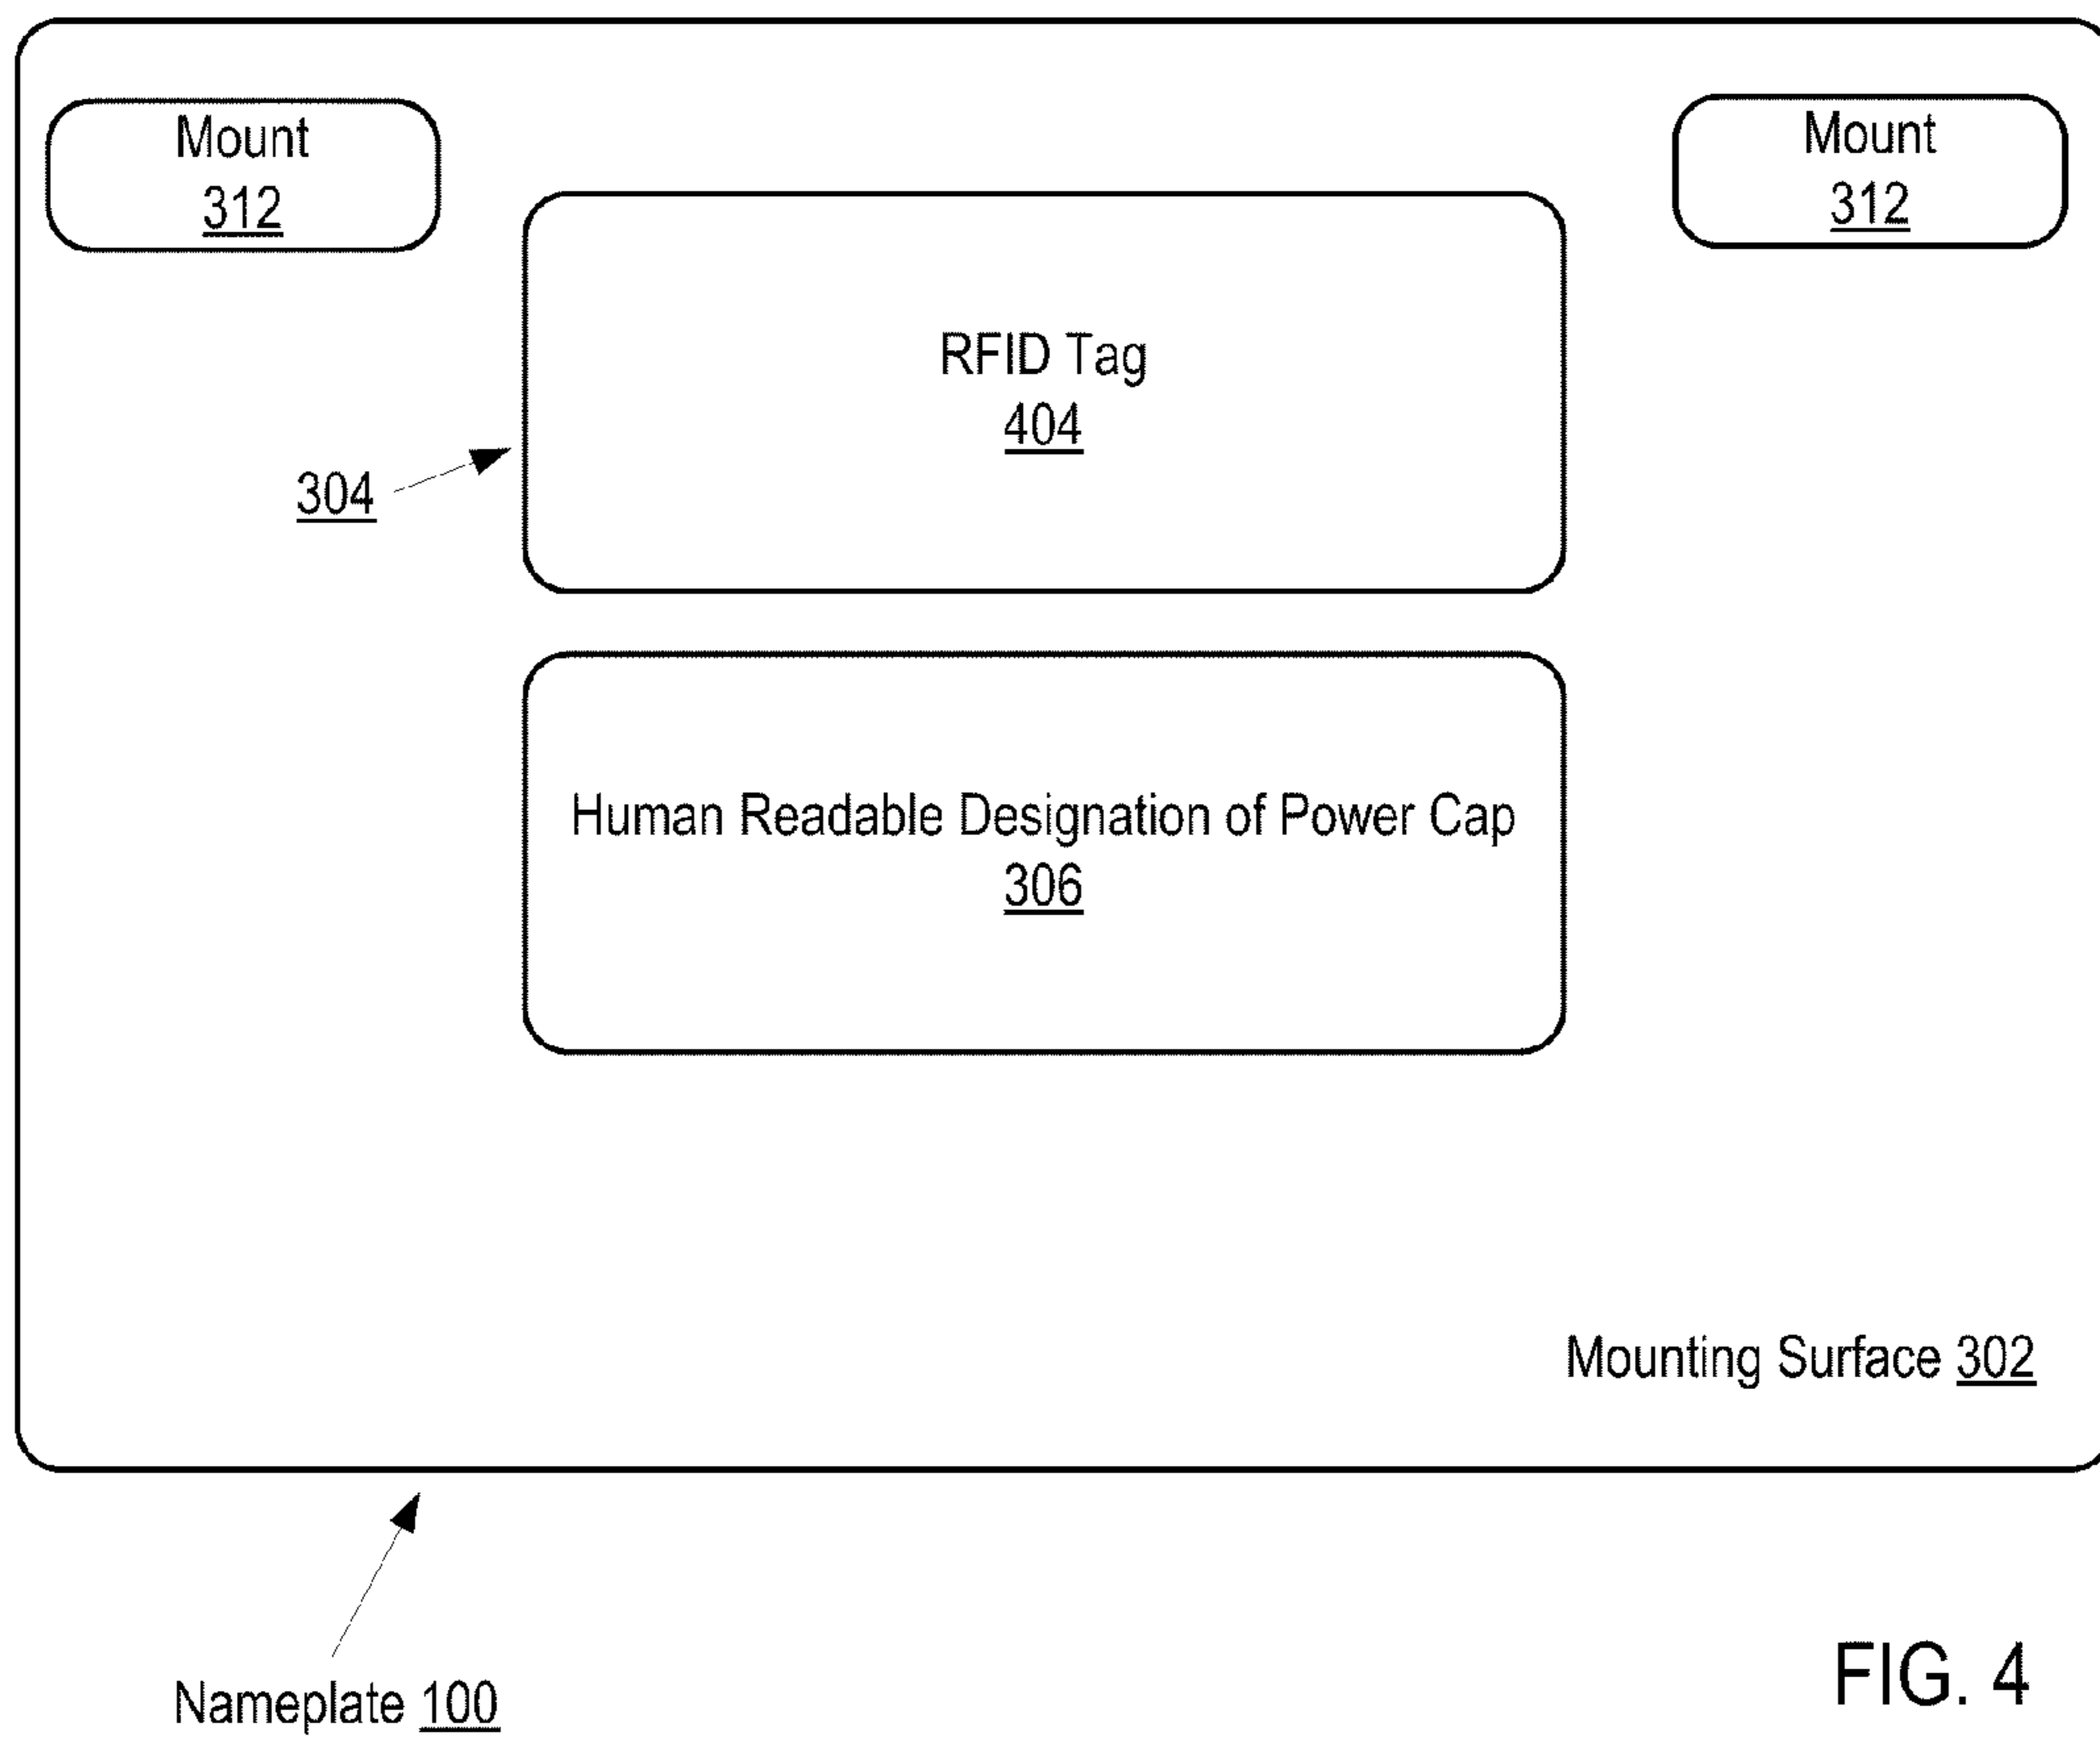 Mount
312
Mount
312
RFID Tag
404
304
Human Readable Designation of Power Cap
306
Mounting Surface 302
Nameplate 100
FIG. 4